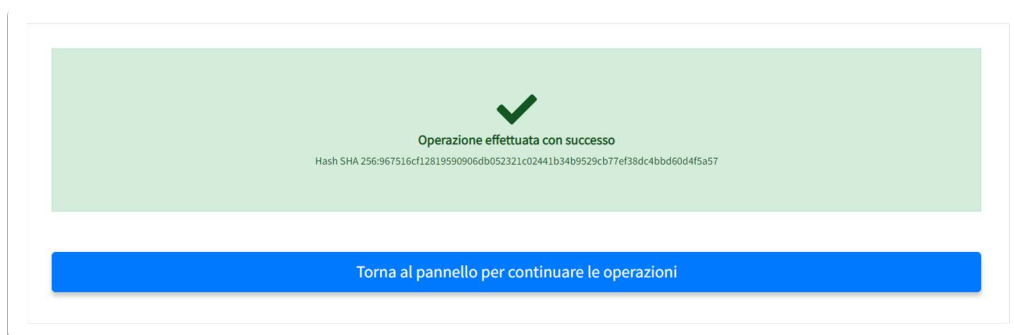 Operazione effettuata con successo
Hash SHA 256:967516cf12819590906db052321c02441b34b9529cb77ef38dc4bbd60d4f5a57
Torna al pannello per continuare le operazioni